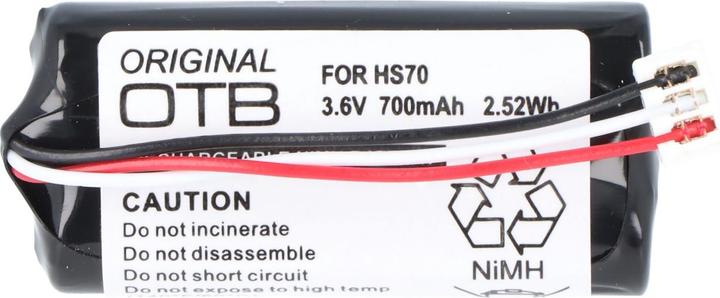 ORIGINAL
OTB
FOR HS70
3.6V 700mAh 2.52Wh
CAUTION
Do not incinerate
Do not disassemble
Do not short circuit
Do not expose to high temp
NiMH